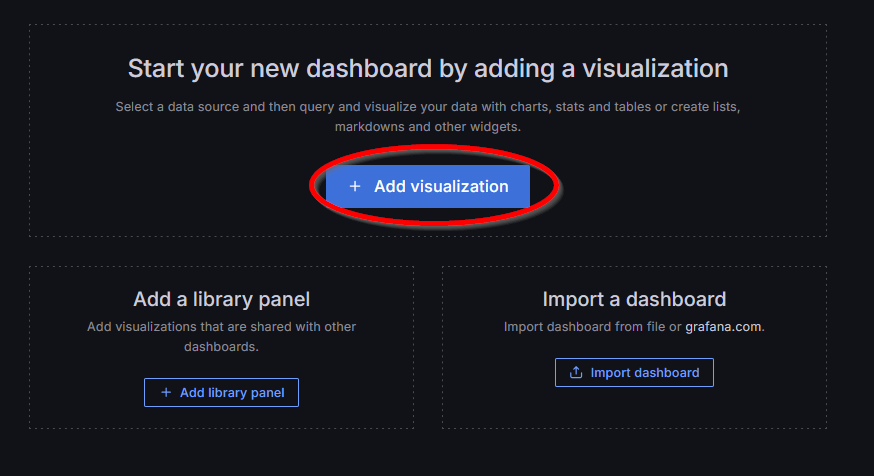 Start your new dashboard by adding a visualization
Select a data source and then query and visualize your data with charts, stats and tables or create lists,
markdowns and other widgets.
+ Add visualization
Add a library panel
Add visualizations that are shared with other
dashboards.
+ Add library panel
Import a dashboard
Import dashboard from file or grafana.com.
Import dashboard